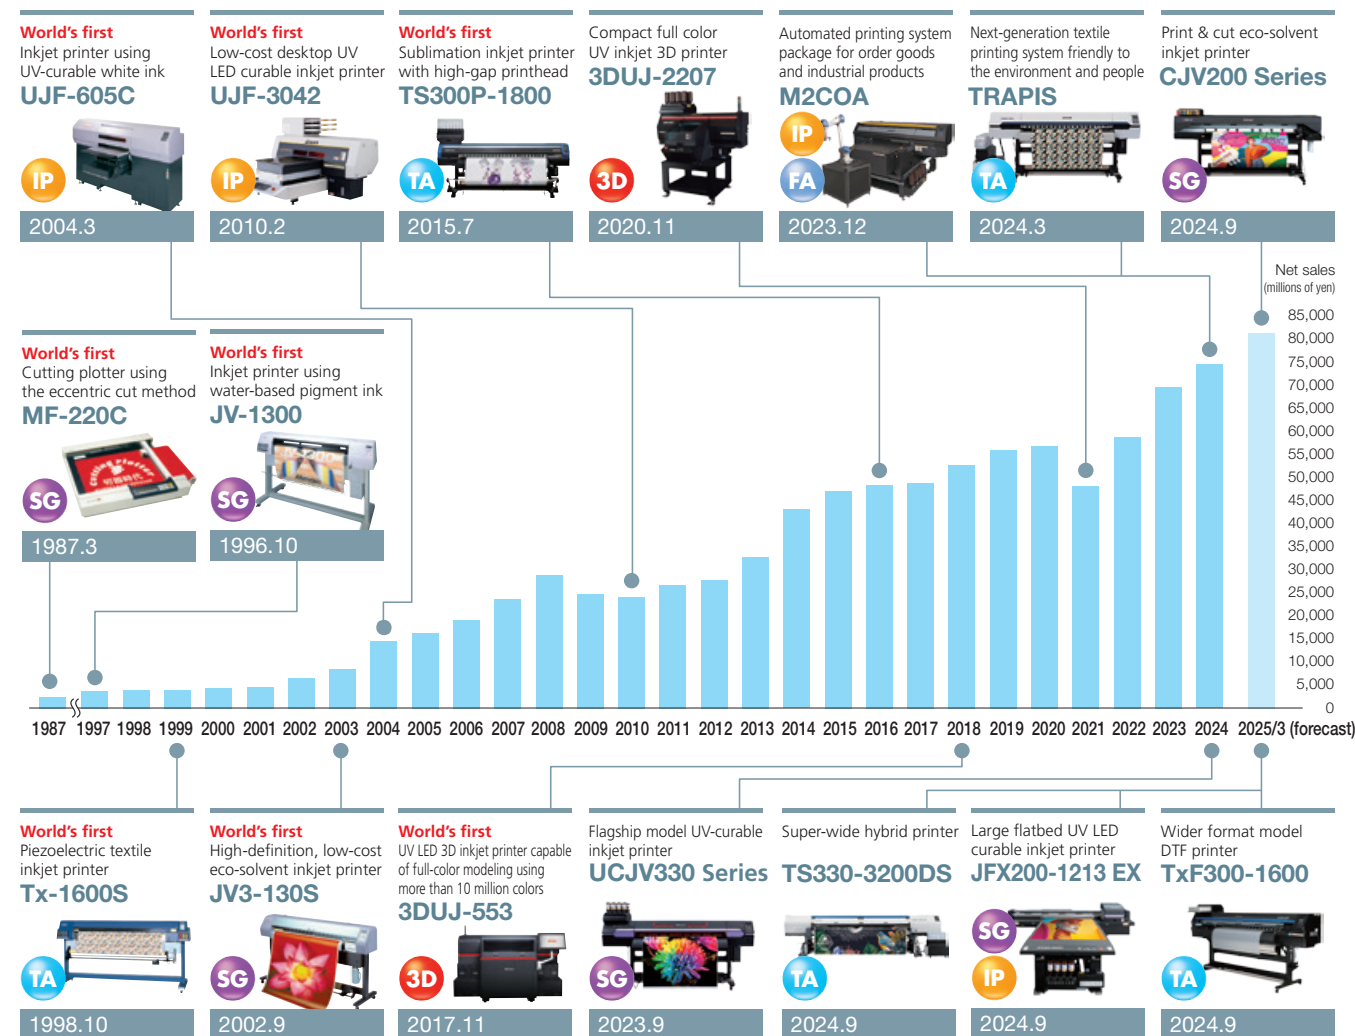 World's first
Inkjet printer using
UV-curable white ink
UJF-605C
IP
2004.3
World's first
Low-cost desktop UV
LED curable inkjet printer
UJF-3042
IP
2010.2
World's first
Sublimation inkjet printer
with high-gap printhead
TS300P-1800
TA
2015.7
Compact full color
UV inkjet 3D printer
3DUJ-2207
3D
2020.11
Automated printing system
package for order goods
and industrial products
M2COA
IP
FA
2023.12
Next-generation textile
printing system friendly to
the environment and people
TRAPIS
TA
2024.3
Print & cut eco-solvent
inkjet printer
CJV200 Series
SG
2024.9
World's first
Cutting plotter using
the eccentric cut method
MF-220C
Cutting Plotter
SG
1987.3
World's first
Inkjet printer using
water-based pigment ink
JV-1300
SG
1996.10
Net sales
(millions of yen)
85,000
80,000
75,000
70,000
65,000
60,000
55,000
50,000
45,000
40,000
35,000
30,000
25,000
20,000
15,000
10,000
5,000
0
1987 1997 1998 1999 2000 2001 2002 2003 2004 2005 2006 2007 2008 2009 2010 2011 2012 2013 2014 2015 2016 2017 2018 2019 2020 2021 2022 2023 2024 2025/3 (forecast)
World's first
Piezoelectric textile
inkjet printer
Tx-1600S
TA
1998.10
World's first
High-definition, low-cost
eco-solvent inkjet printer
JV3-130S
SG
2002.9
World's first
UV LED 3D inkjet printer capable
of full-color modeling using
more than 10 million colors
3DUJ-553
3D
2017.11
Flagship model UV-curable
inkjet printer
UCJV330 Series
SG
2023.9
Super-wide hybrid printer
TS330-3200DS
TA
2024.9
Large flatbed UV LED
curable inkjet printer
JFX200-1213 EX
SG
IP
2024.9
Wider format model
DTF printer
TxF300-1600
TA
2024.9